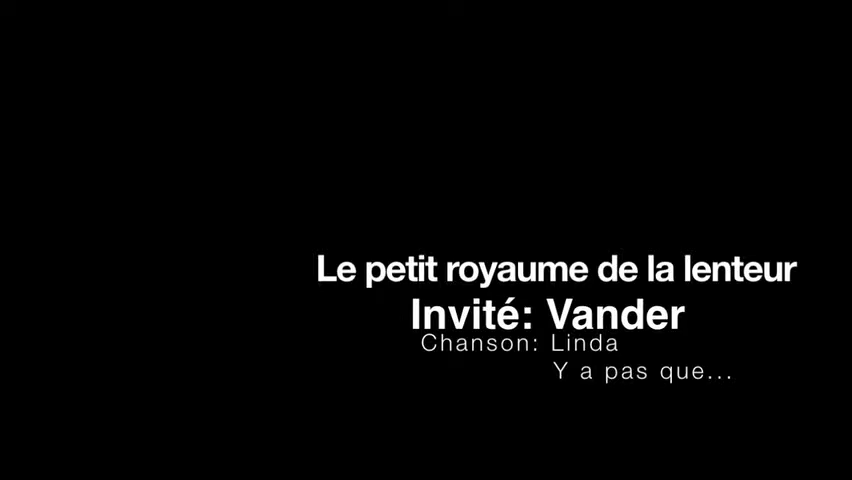 Le petit royaume de la lenteur
Invité: Vander
Chanson: Linda
Y a pas que...